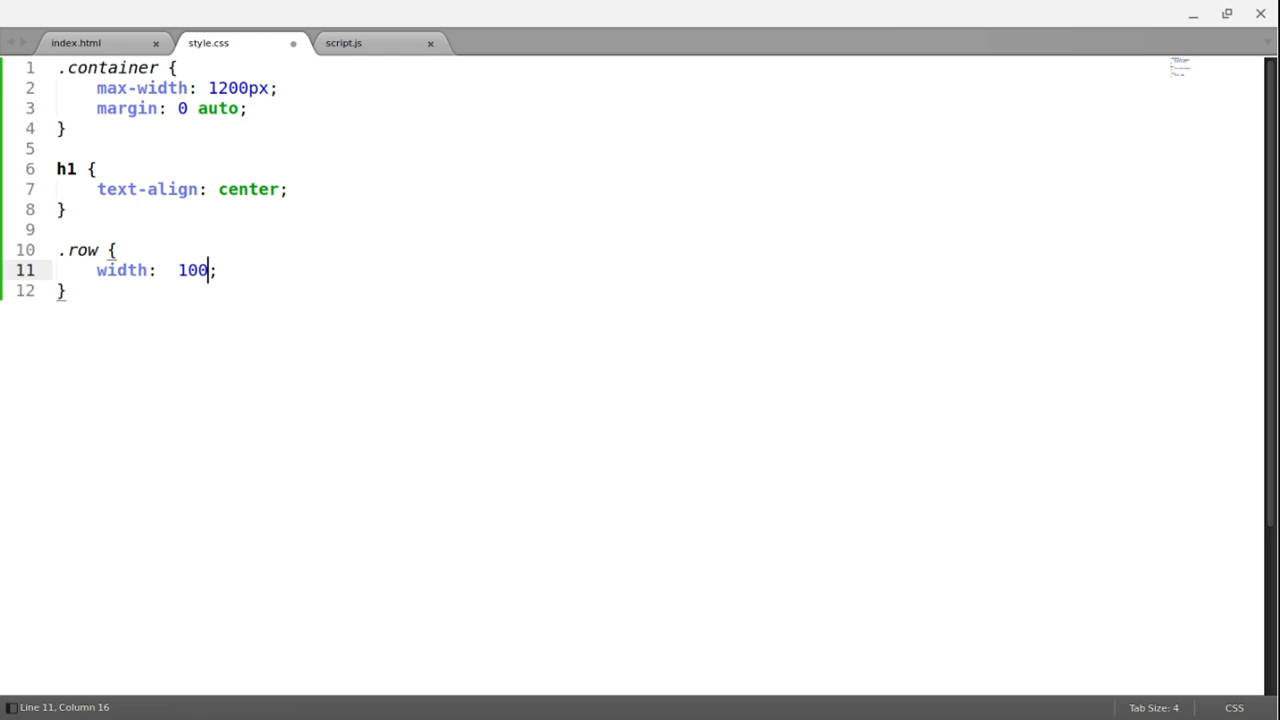 index.html
style.css
script.js
1 .container {
2     max-width: 1200px;
3     margin: 0 auto;
4 }
5
6 h1 {
7     text-align: center;
8 }
9
10 .row {
11     width:  100;
12 }
Line 11, Column 16
Tab Size: 4
CSS